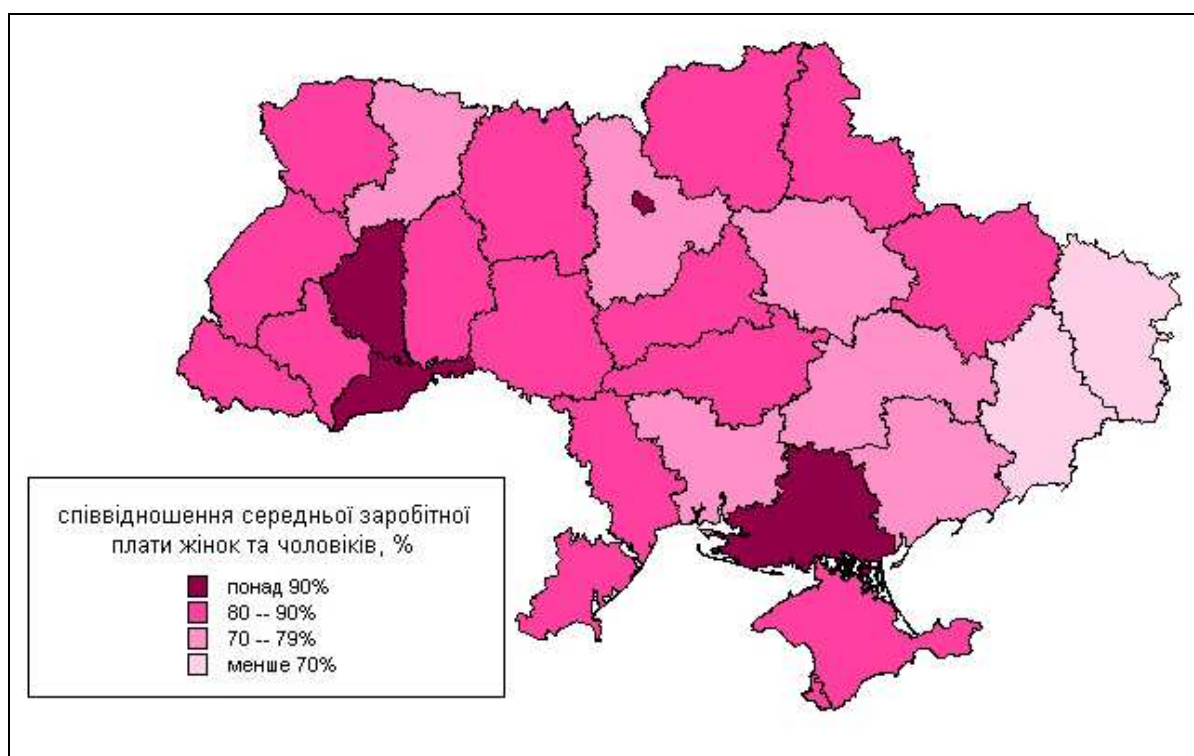 співвідношення середньої заробітної
плати жінок та чоловіків, %
понад 90%
80 -- 90%
70 -- 79%
менше 70%